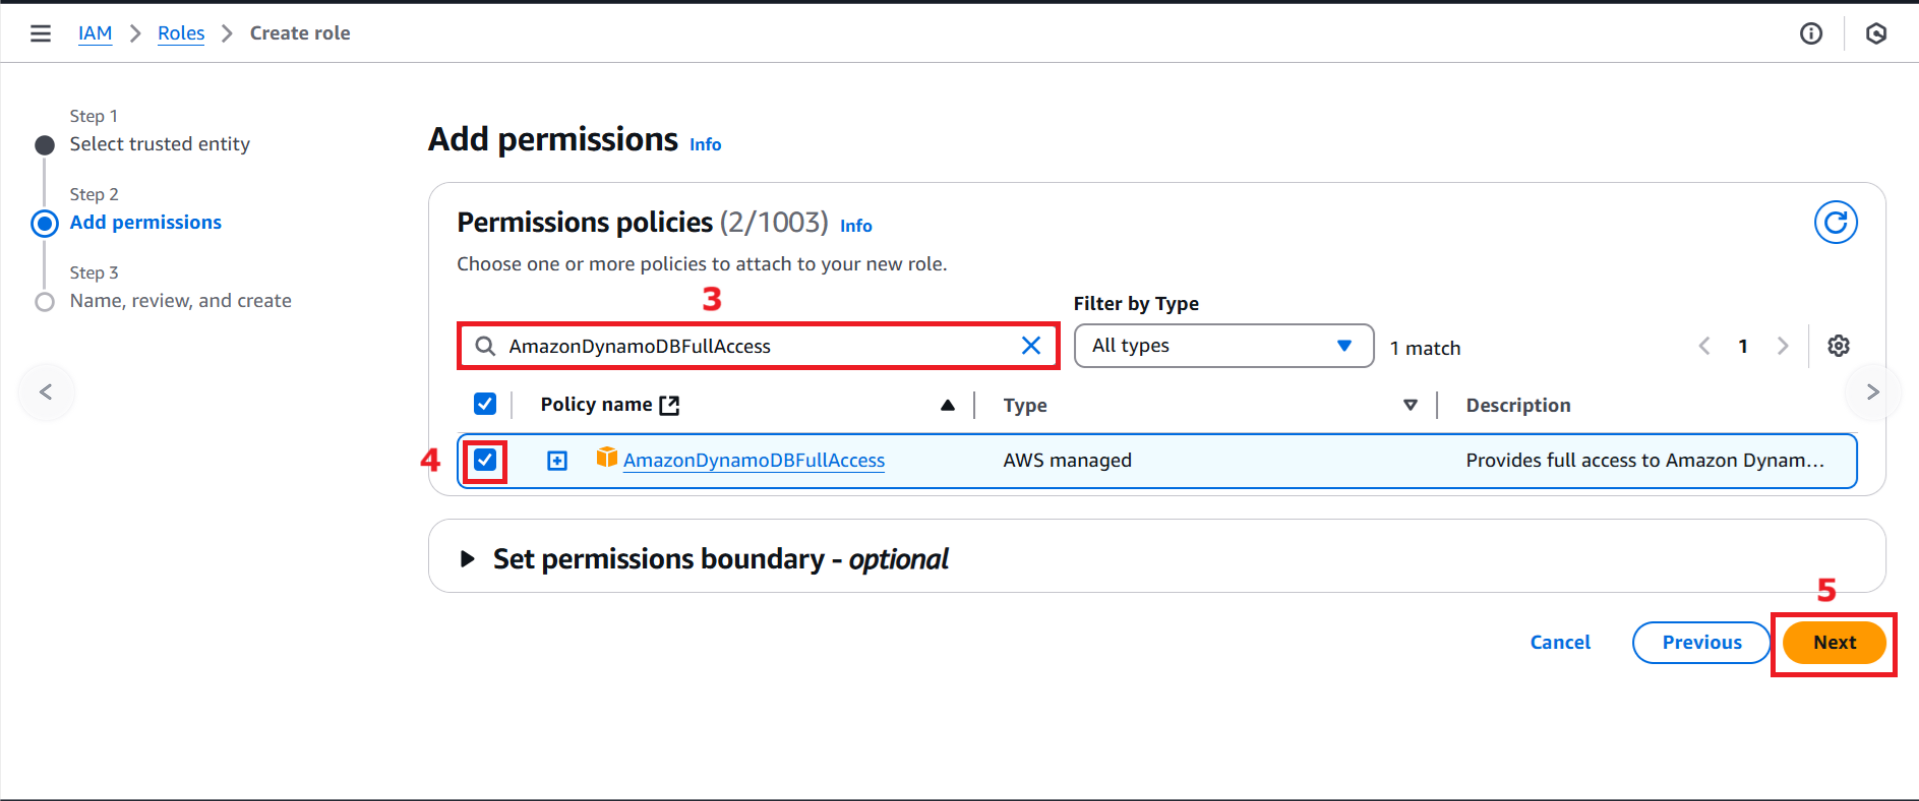 IAM > Roles > Create role
Step 1
Select trusted entity
Step 2
Add permissions
Step 3
Name, review, and create
Add permissions Info
Permissions policies (2/1003) Info
Choose one or more policies to attach to your new role.
3
Filter by Type
AmazonDynamoDBFullAccess
All types
1 match
1
Policy name
Type
Description
4
AmazonDynamoDBFullAccess
AWS managed
Provides full access to Amazon Dynam...
Set permissions boundary - optional
5
Cancel
Previous
Next